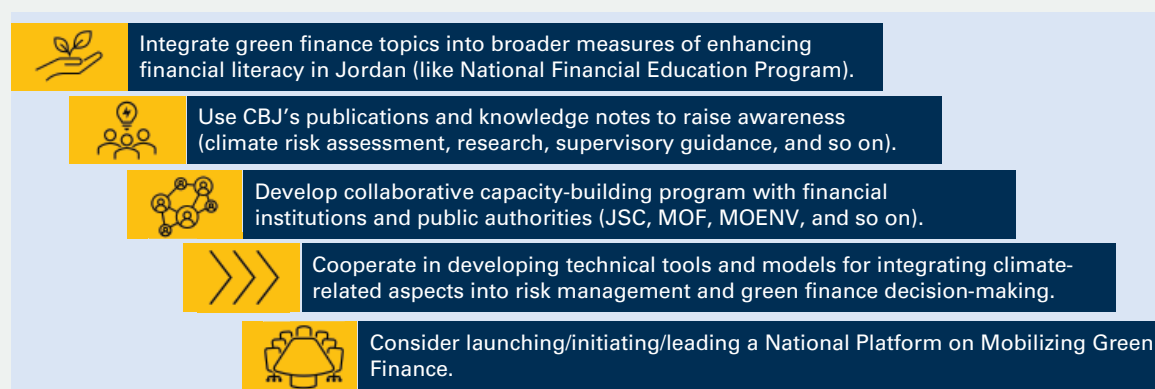 Integrate green finance topics into broader measures of enhancing
financial literacy in Jordan (like National Financial Education Program).
Use CBJ’s publications and knowledge notes to raise awareness
(climate risk assessment, research, supervisory guidance, and so on).
Develop collaborative capacity-building program with financial
institutions and public authorities (JSC, MOF, MOENV, and so on).
Cooperate in developing technical tools and models for integrating climate-
related aspects into risk management and green finance decision-making.
Consider launching/initiating/leading a National Platform on Mobilizing Green
Finance.